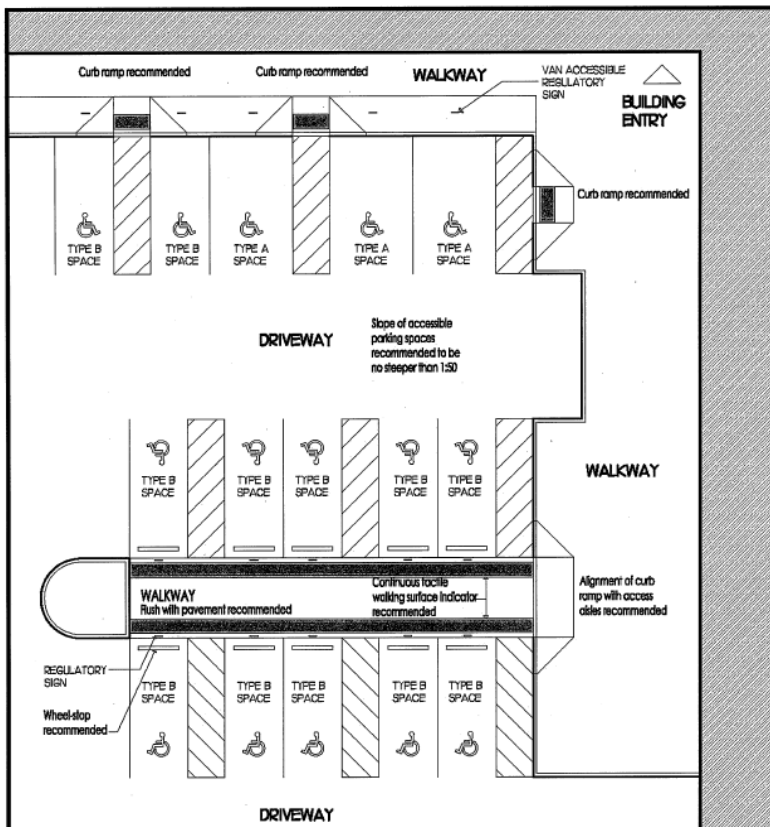 Curb ramp recommended
Curb ramp recommended
WALKWAY
VAN ACCESSIBLE
REGULATORY
SIGN
BUILDING
ENTRY
Curb ramp recommended
TYPE B
SPACE
TYPE B
SPACE
TYPE A
SPACE
TYPE A
SPACE
TYPE A
SPACE
DRIVEWAY
Slope of accessible
parking spaces
recommended to be
no steeper than 1:50
TYPE B
SPACE
TYPE B
SPACE
TYPE B
SPACE
TYPE B
SPACE
TYPE B
SPACE
WALKWAY
WALKWAY
Flush with pavement recommended
Continuous tactile
walking surface indicator
recommended
Alignment of curb
ramp with access
aisles recommended
REGULATORY
SIGN
Wheel-stop
recommended
TYPE B
SPACE
TYPE B
SPACE
TYPE B
SPACE
TYPE B
SPACE
TYPE B
SPACE
DRIVEWAY